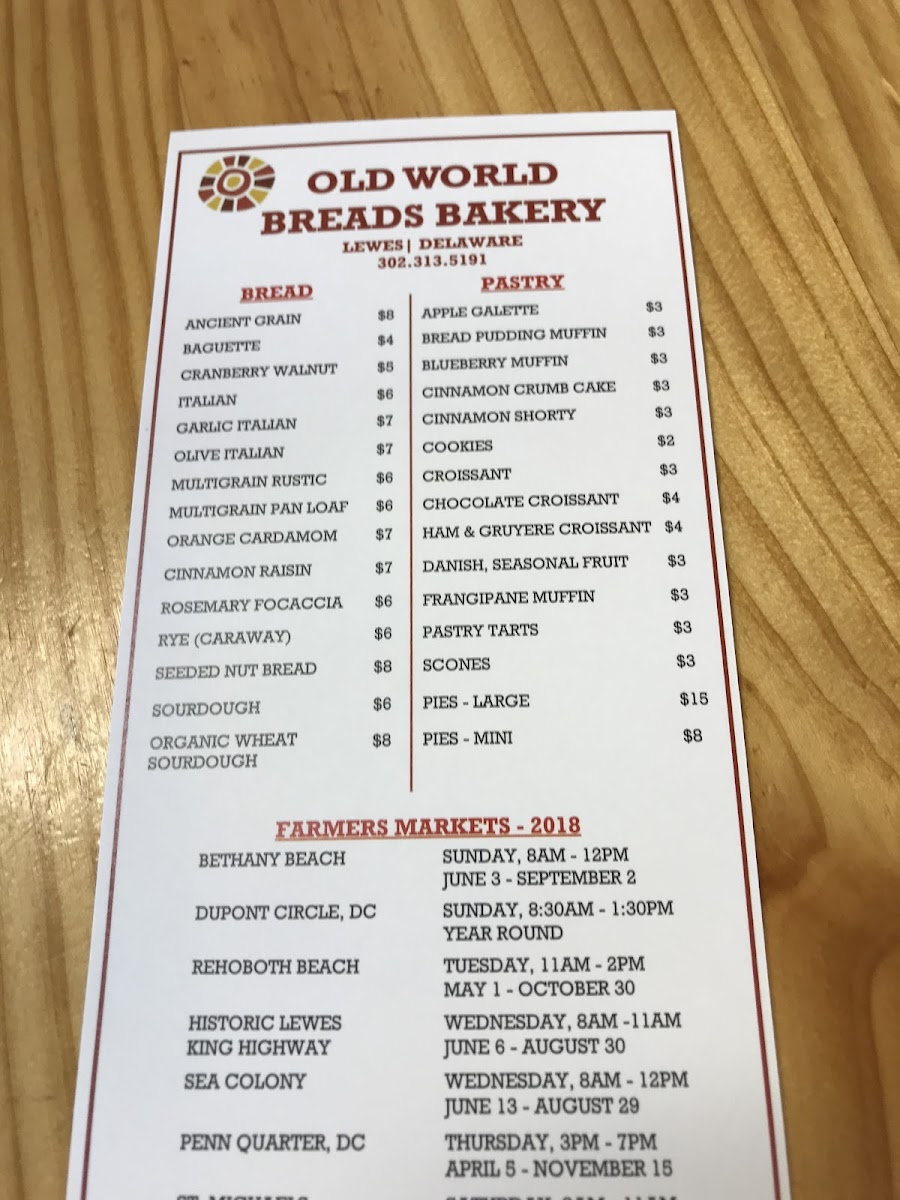 OLD WORLD
BREADS BAKERY
LEWES| DELAWARE
302.313.5191
BREAD
ANCIENT GRAIN $8
BAGUETTE $4
CRANBERRY WALNUT $5
ITALIAN $6
GARLIC ITALIAN $7
OLIVE ITALIAN $7
MULTIGRAIN RUSTIC $6
MULTIGRAIN PAN LOAF $6
ORANGE CARDAMOM $7
CINNAMON RAISIN $7
ROSEMARY FOCACCIA $6
RYE (CARAWAY) $6
SEEDED NUT BREAD $8
SOURDOUGH $6
ORGANIC WHEAT $8
SOURDOUGH
PASTRY
APPLE GALETTE $3
BREAD PUDDING MUFFIN $3
BLUEBERRY MUFFIN $3
CINNAMON CRUMB CAKE $3
CINNAMON SHORTY $3
COOKIES $2
CROISSANT $3
CHOCOLATE CROISSANT $4
HAM & GRUYERE CROISSANT $4
DANISH, SEASONAL FRUIT $3
FRANGIPANE MUFFIN $3
PASTRY TARTS $3
SCONES $3
PIES - LARGE $15
PIES - MINI $8
FARMERS MARKETS - 2018
BETHANY BEACH SUNDAY, 8AM - 12PM
JUNE 3 - SEPTEMBER 2
DUPONT CIRCLE, DC SUNDAY, 8:30AM - 1:30PM
YEAR ROUND
REHOBOTH BEACH TUESDAY, 11AM - 2PM
MAY 1 - OCTOBER 30
HISTORIC LEWES WEDNESDAY, 8AM -11AM
KING HIGHWAY JUNE 6 - AUGUST 30
SEA COLONY WEDNESDAY, 8AM - 12PM
JUNE 13 - AUGUST 29
PENN QUARTER, DC THURSDAY, 3PM - 7PM
APRIL 5 - NOVEMBER 15